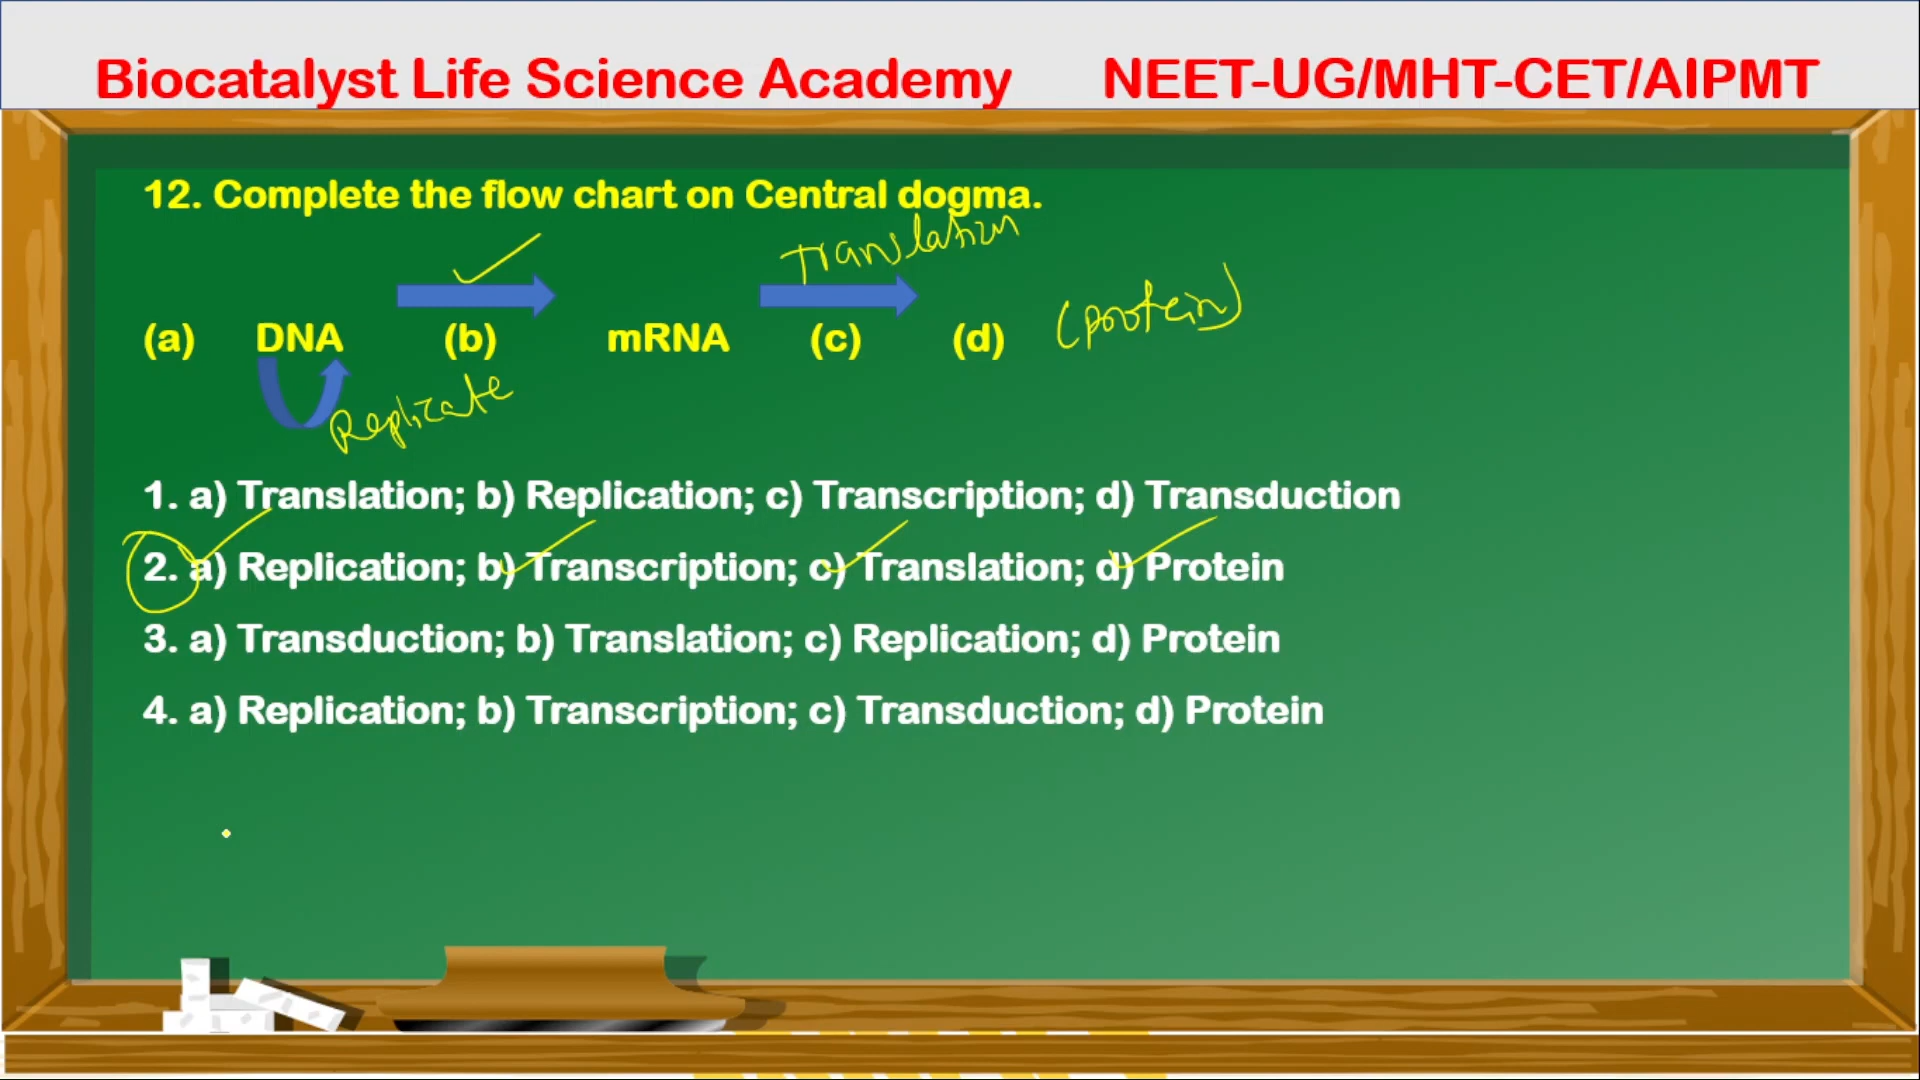 Biocatalyst Life Science Academy NEET-UG/MHT-CET/AIPMT
12. Complete the flow chart on Central dogma.
Translation
(protein)
(a) DNA (b) mRNA (c) (d)
Replicate
1. a) Translation; b) Replication; c) Transcription; d) Transduction
2. a) Replication; b) Transcription; c) Translation; d) Protein
3. a) Transduction; b) Translation; c) Replication; d) Protein
4. a) Replication; b) Transcription; c) Transduction; d) Protein